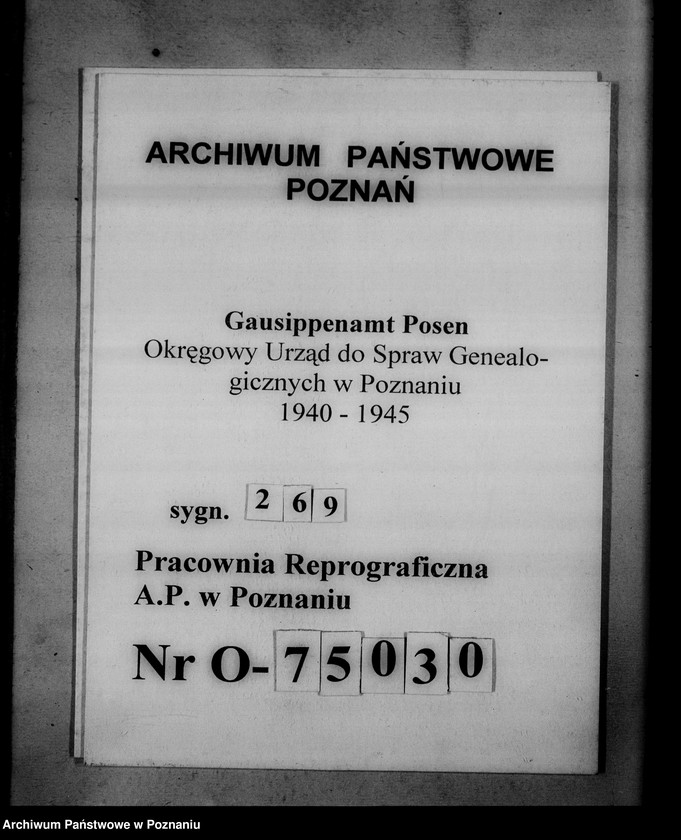 ARCHIWUM PAŃSTWOWE
POZNAŃ
Gausippenamt Posen
Okręgowy Urząd do Spraw Genealo-
gicznych w Poznaniu
1940 - 1945
sygn. 269
Pracownia Reprograficzna
A.P. w Poznaniu
Nr O-75030
Archiwum Państwowe w Poznaniu